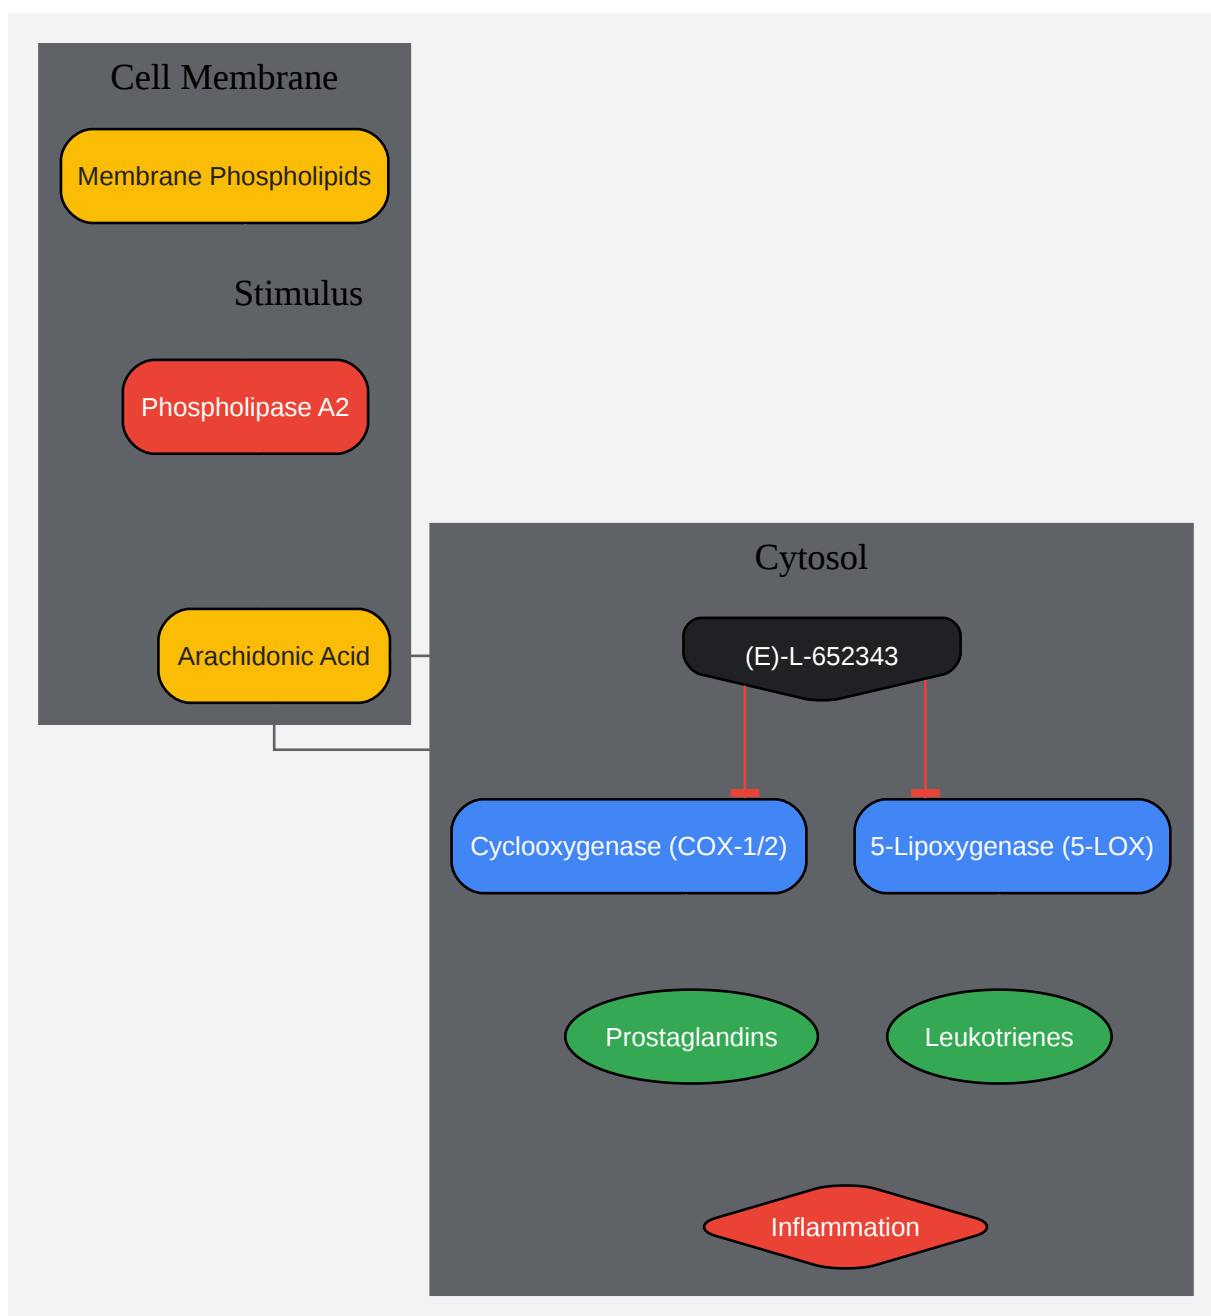 Cell Membrane
Membrane Phospholipids
Stimulus
Phospholipase A2
Arachidonic Acid
Cytosol
(E)-L-652343
Cyclooxygenase (COX-1/2)
5-Lipoxygenase (5-LOX)
Prostaglandins
Leukotrienes
Inflammation